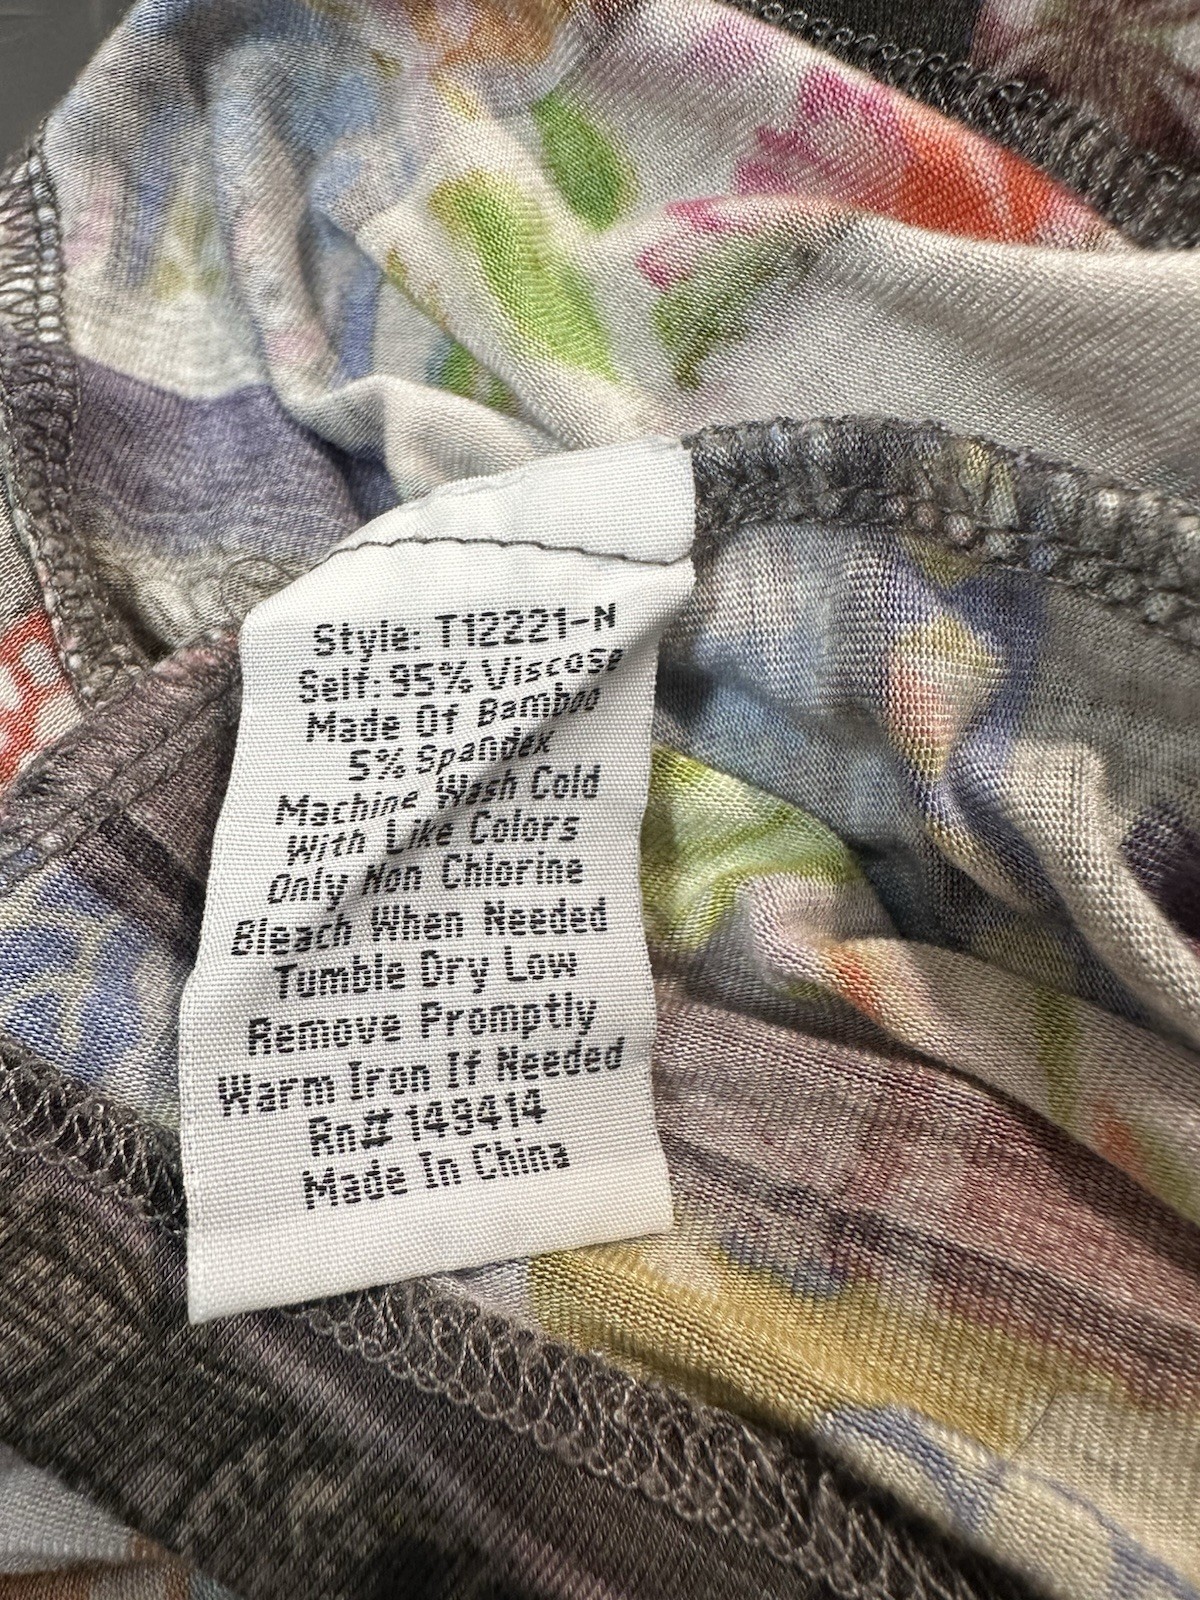 Style: T12221-N
Self: 95% Viscose
Made Of Bamboo
5% Spandex
Machine Wash Cold
With Like Colors
Only Non Chlorine
Bleach When Needed
Tumble Dry Low
Remove Promptly
Warm Iron If Needed
Rn# 149414
Made In China